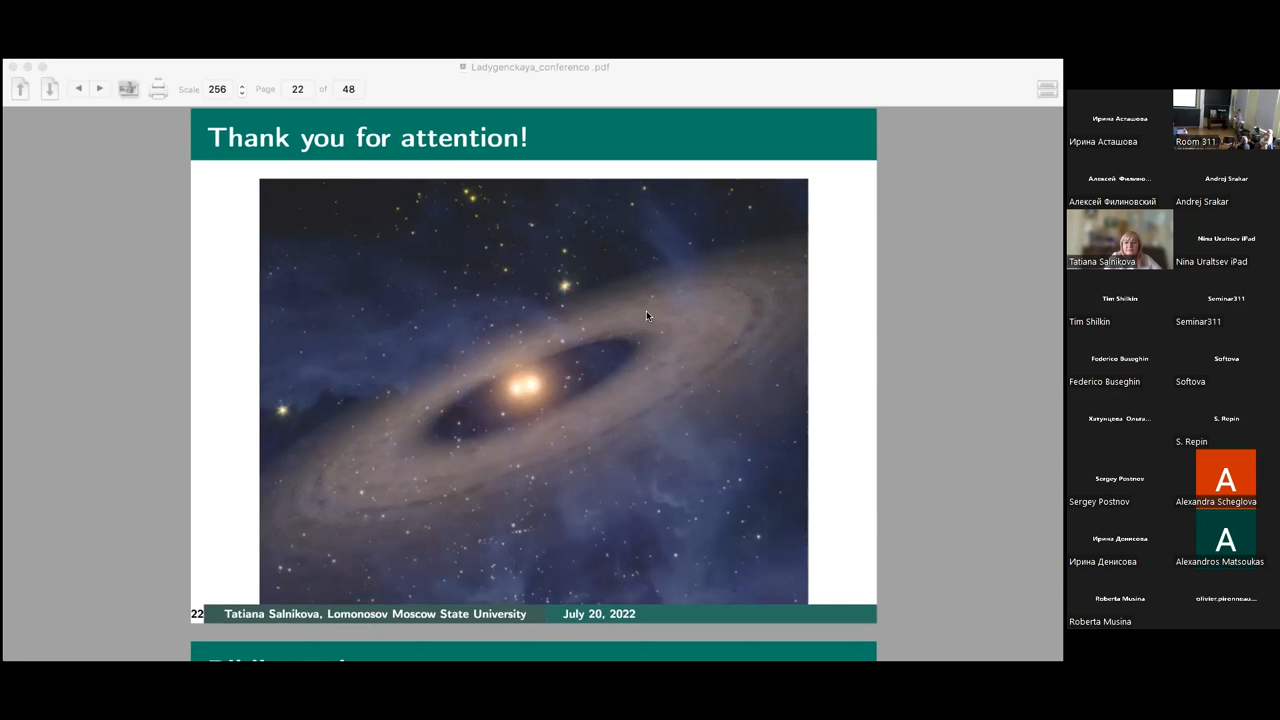 Ladygenckaya_conference .pdf
Scale 256 Page 22 of 48
Thank you for attention!
22 Tatiana Salnikova, Lomonosov Moscow State University July 20, 2022
Ирина Асташова
Ирина Асташова
Room 311
Алексей Филино...
Алексей Филиновский
Andrej Srakar
Andrej Srakar
Tatiana Salnikova
Nina Uraltsev iPad
Nina Uraltsev iPad
Tim Shilkin
Tim Shilkin
Seminar311
Seminar311
Federico Buseghin
Federico Buseghin
Softova
Softova
Хатунцева Ольга...
S. Repin
S. Repin
Sergey Postnov
Sergey Postnov
A
Alexandra Scheglova
Ирина Денисова
Ирина Денисова
A
Alexandros Matsoukas
Roberta Musina
Roberta Musina
olivier.pironneau...